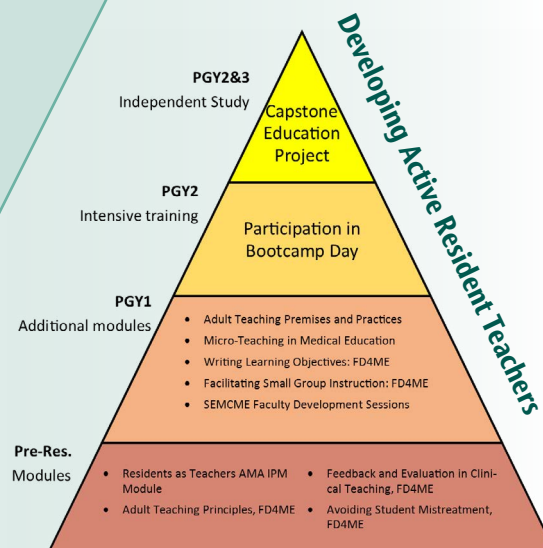 Developing Active Resident Teachers
PGY2&3
Independent Study
Capstone
Education
Project
PGY2
Intensive training
Participation in
Bootcamp Day
PGY1
Additional modules
• Adult Teaching Premises and Practices
• Micro-Teaching in Medical Education
• Writing Learning Objectives: FD4ME
• Facilitating Small Group Instruction: FD4ME
• SEMCME Faculty Development Sessions
Pre-Res.
Modules
• Residents as Teachers AMA IPM
Module
• Adult Teaching Principles, FD4ME
• Feedback and Evaluation in Clini-
cal Teaching, FD4ME
• Avoiding Student Mistreatment,
FD4ME